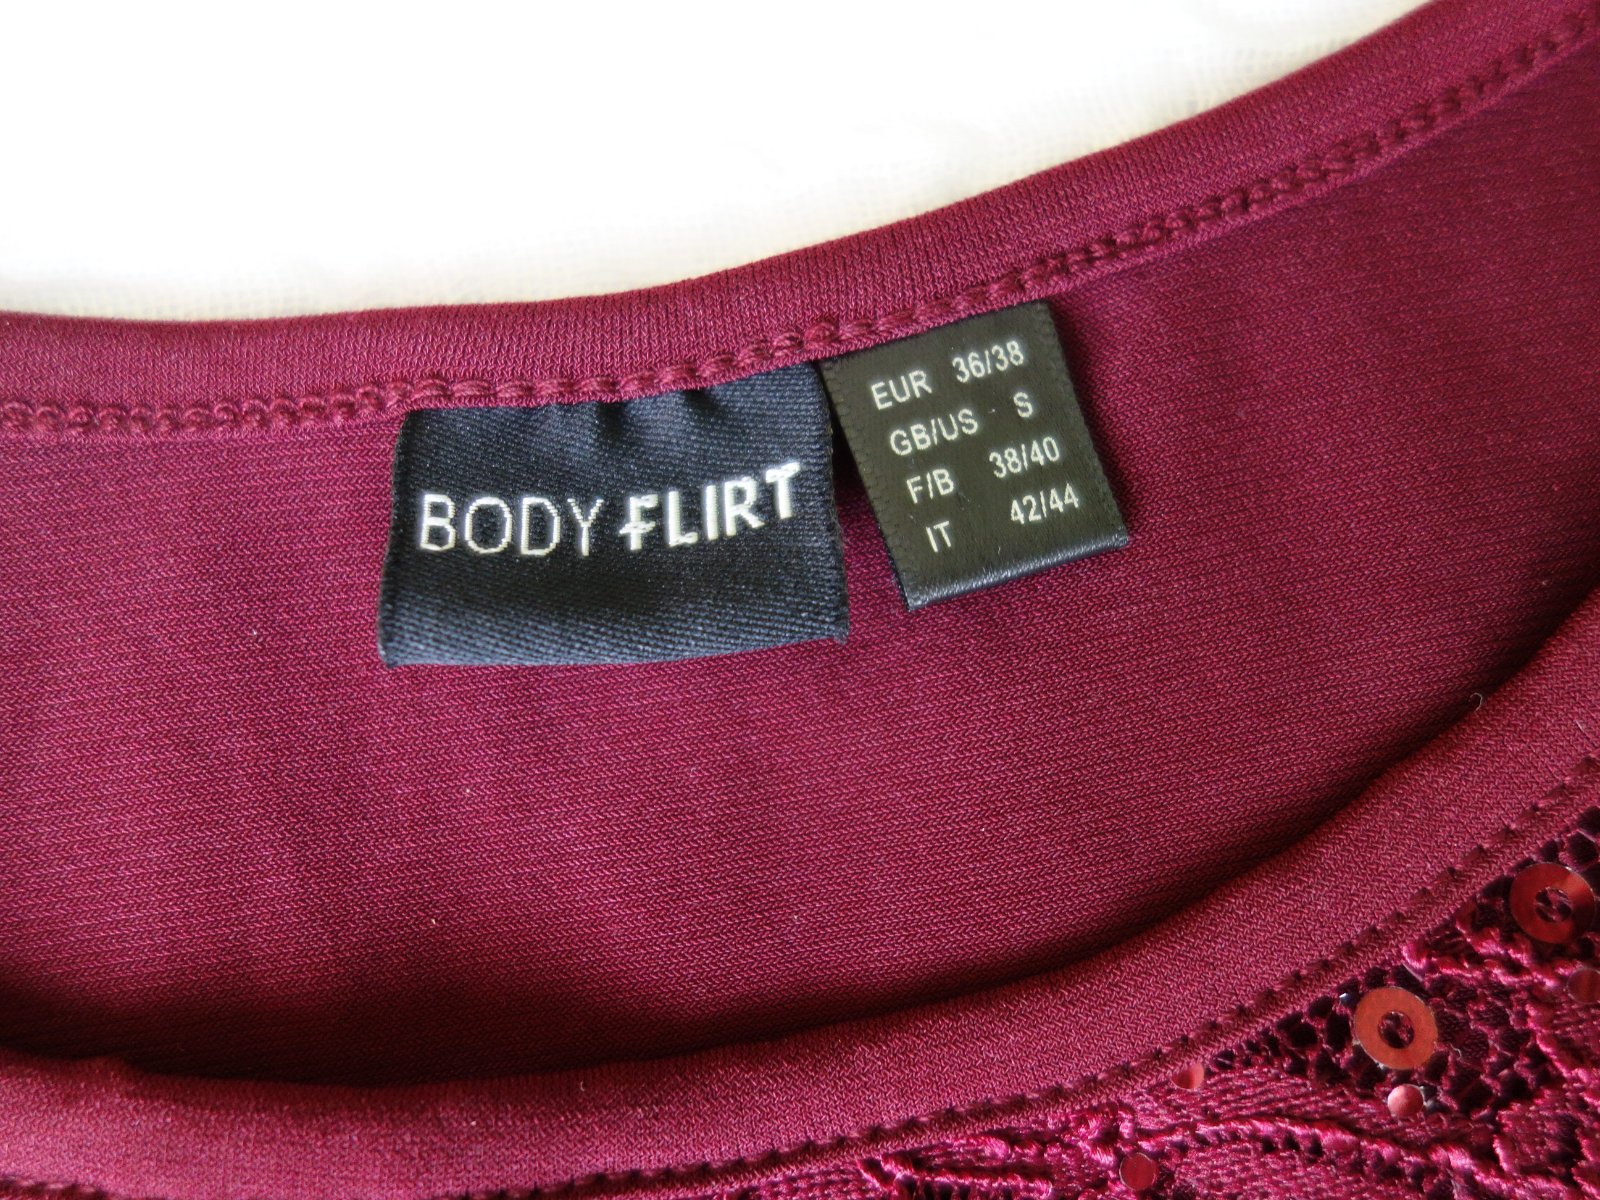 BODY FLIRT
EUR 36/38
GB/US S
F/B 38/40
IT 42/44